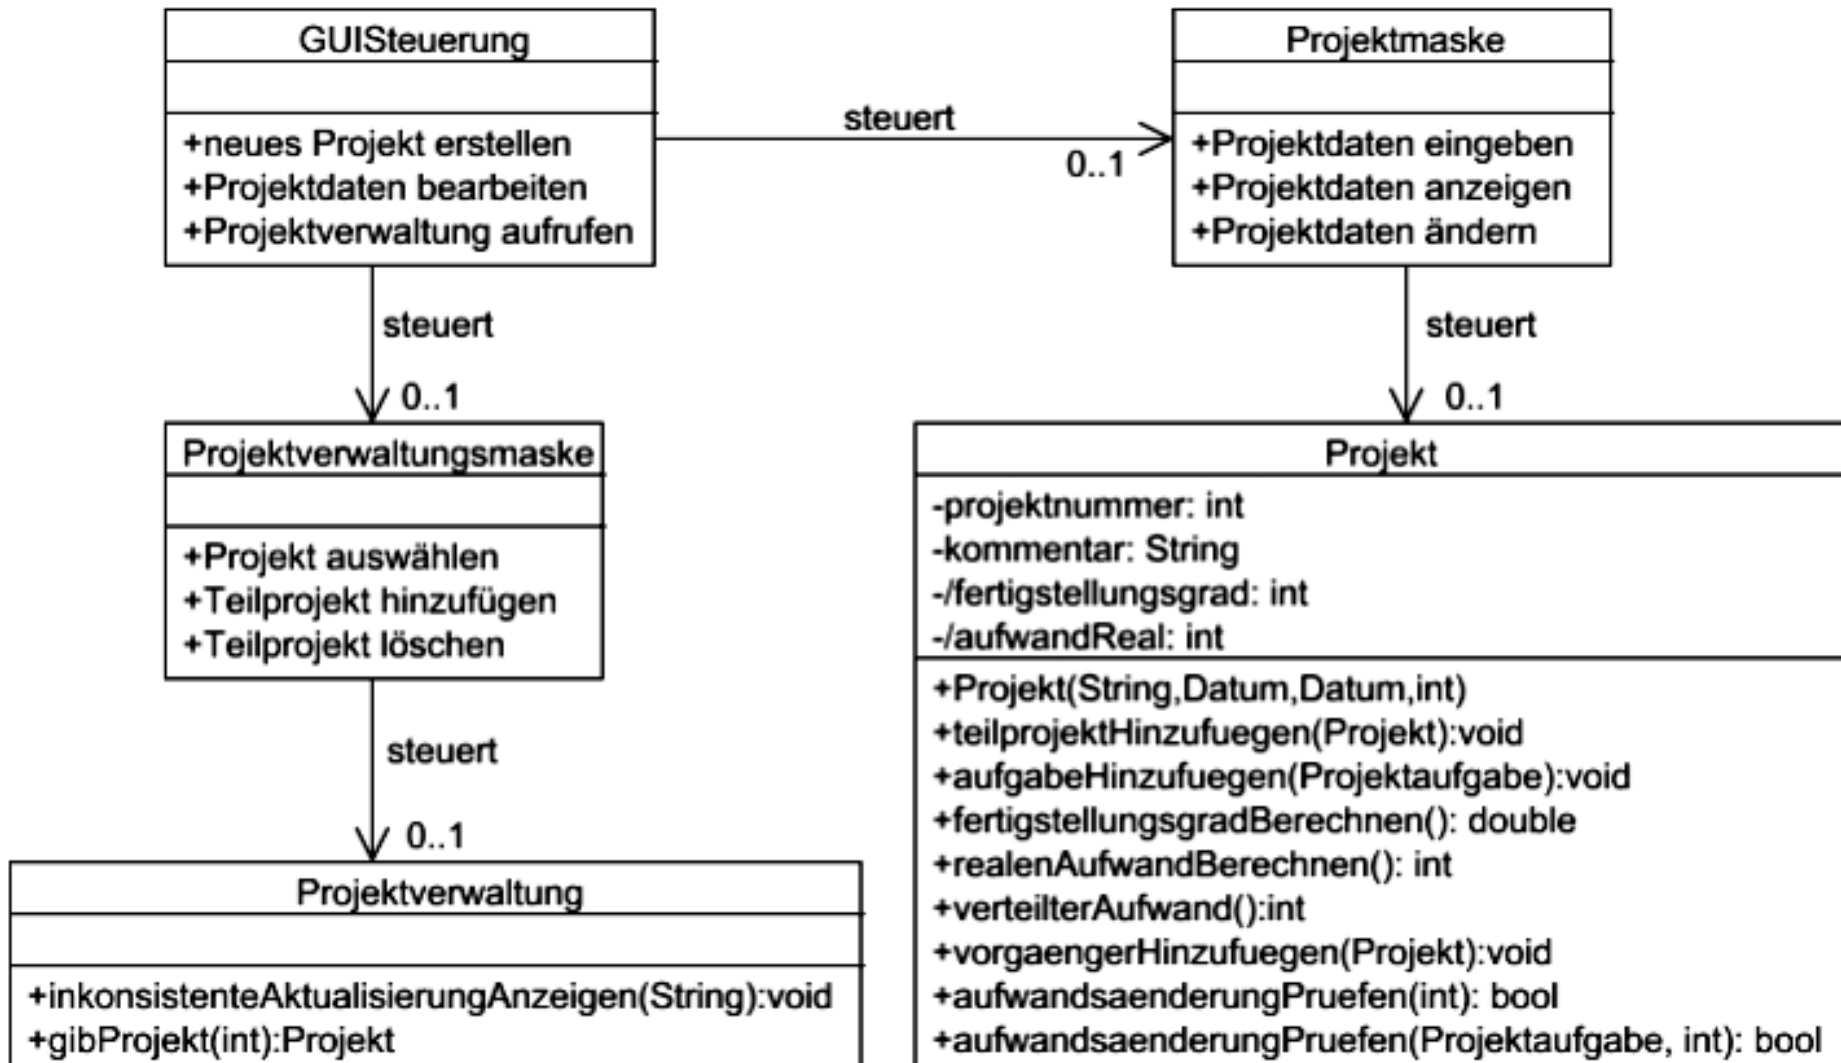 GUISteuerung
+neues Projekt erstellen
+Projektdaten bearbeiten
+Projektverwaltung aufrufen
steuert
0..1
Projektmaske
+Projektdaten eingeben
+Projektdaten anzeigen
+Projektdaten ändern
steuert
0..1
steuert
0..1
Projektverwaltungsmaske
+Projekt auswählen
+Teilprojekt hinzufügen
+Teilprojekt löschen
steuert
0..1
Projektverwaltung
+inkonsistenteAktualisierungAnzeigen(String):void
+gibProjekt(int):Projekt
Projekt
-projektnummer: int
-kommentar: String
-/fertigstellungsgrad: int
-/aufwandReal: int
+Projekt(String,Datum,Datum,int)
+teilprojektHinzufuegen(Projekt):void
+aufgabeHinzufuegen(Projektaufgabe):void
+fertigstellungsgradBerechnen(): double
+realenAufwandBerechnen(): int
+verteilterAufwand():int
+vorgaengerHinzufuegen(Projekt):void
+aufwandsaenderungPruefen(int): bool
+aufwandsaenderungPruefen(Projektaufgabe, int): bool